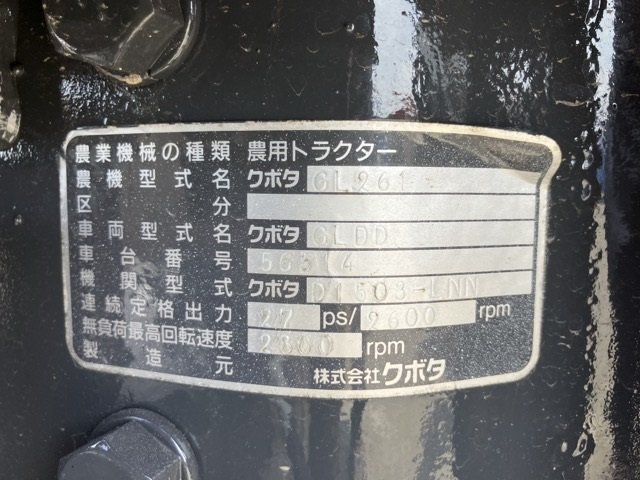 農業機械の種類 農用トラクター
農機型式名 クボタ GL261
区分
車両型式名 クボタ GLDD
車台番号 56314
機関型式 クボタ D1503-LNN
連続定格出力 27 ps/ 2600 rpm
無負荷最高回転速度 2800 rpm
製造元 株式会社クボタ